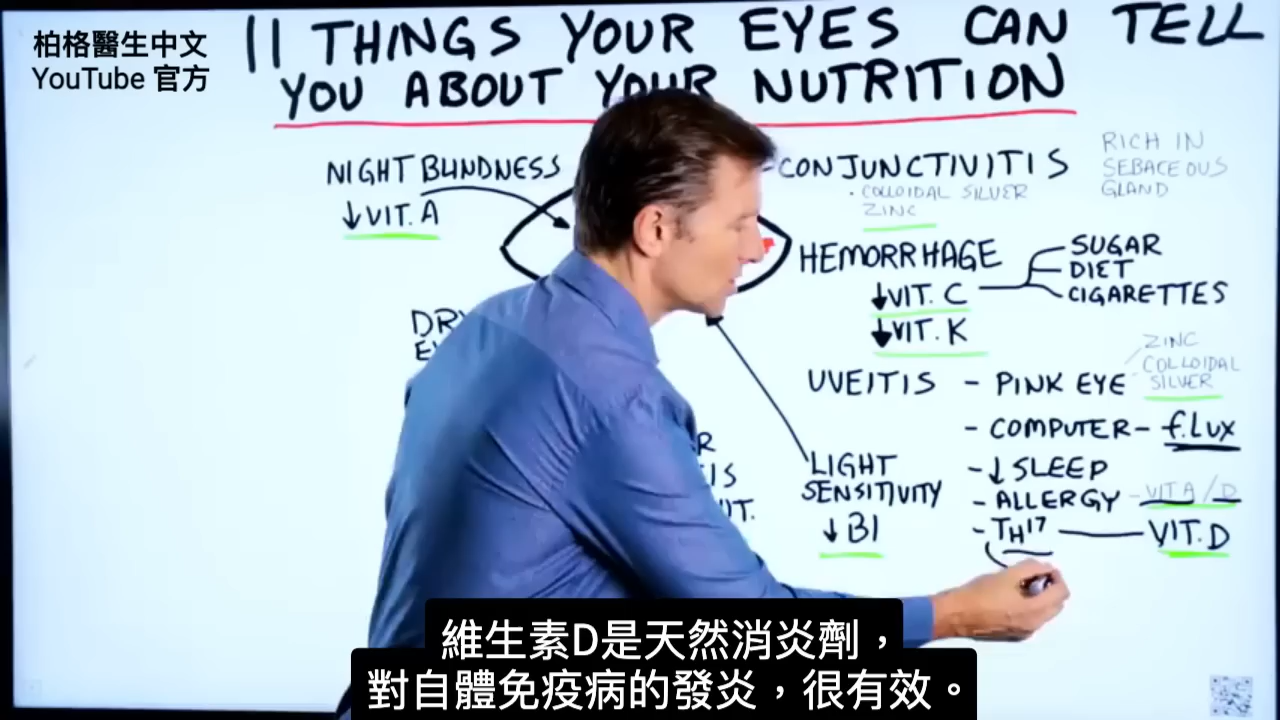 柏格醫生中文
YouTube 官方
11 THINGS YOUR EYES CAN TELL
YOU ABOUT YOUR NUTRITION
NIGHT BLINDNESS
↓VIT. A
CONJUNCTIVITIS
• COLLOIDAL SILVER
ZINC
RICH IN
SEBACEOUS
GLAND
HEMORRHAGE
↓VIT. C
↓VIT. K
SUGAR
DIET
CIGARETTES
UVEITIS
- PINK EYE
ZINC
COLLOIDAL
SILVER
- COMPUTER - f.lux
- ↓ SLEEP
- ALLERGY - VIT A / D
- TH17
VIT. D
LIGHT
SENSITIVITY
↓ B1
維生素D是天然消炎劑，
對自體免疫病的發炎，很有效。